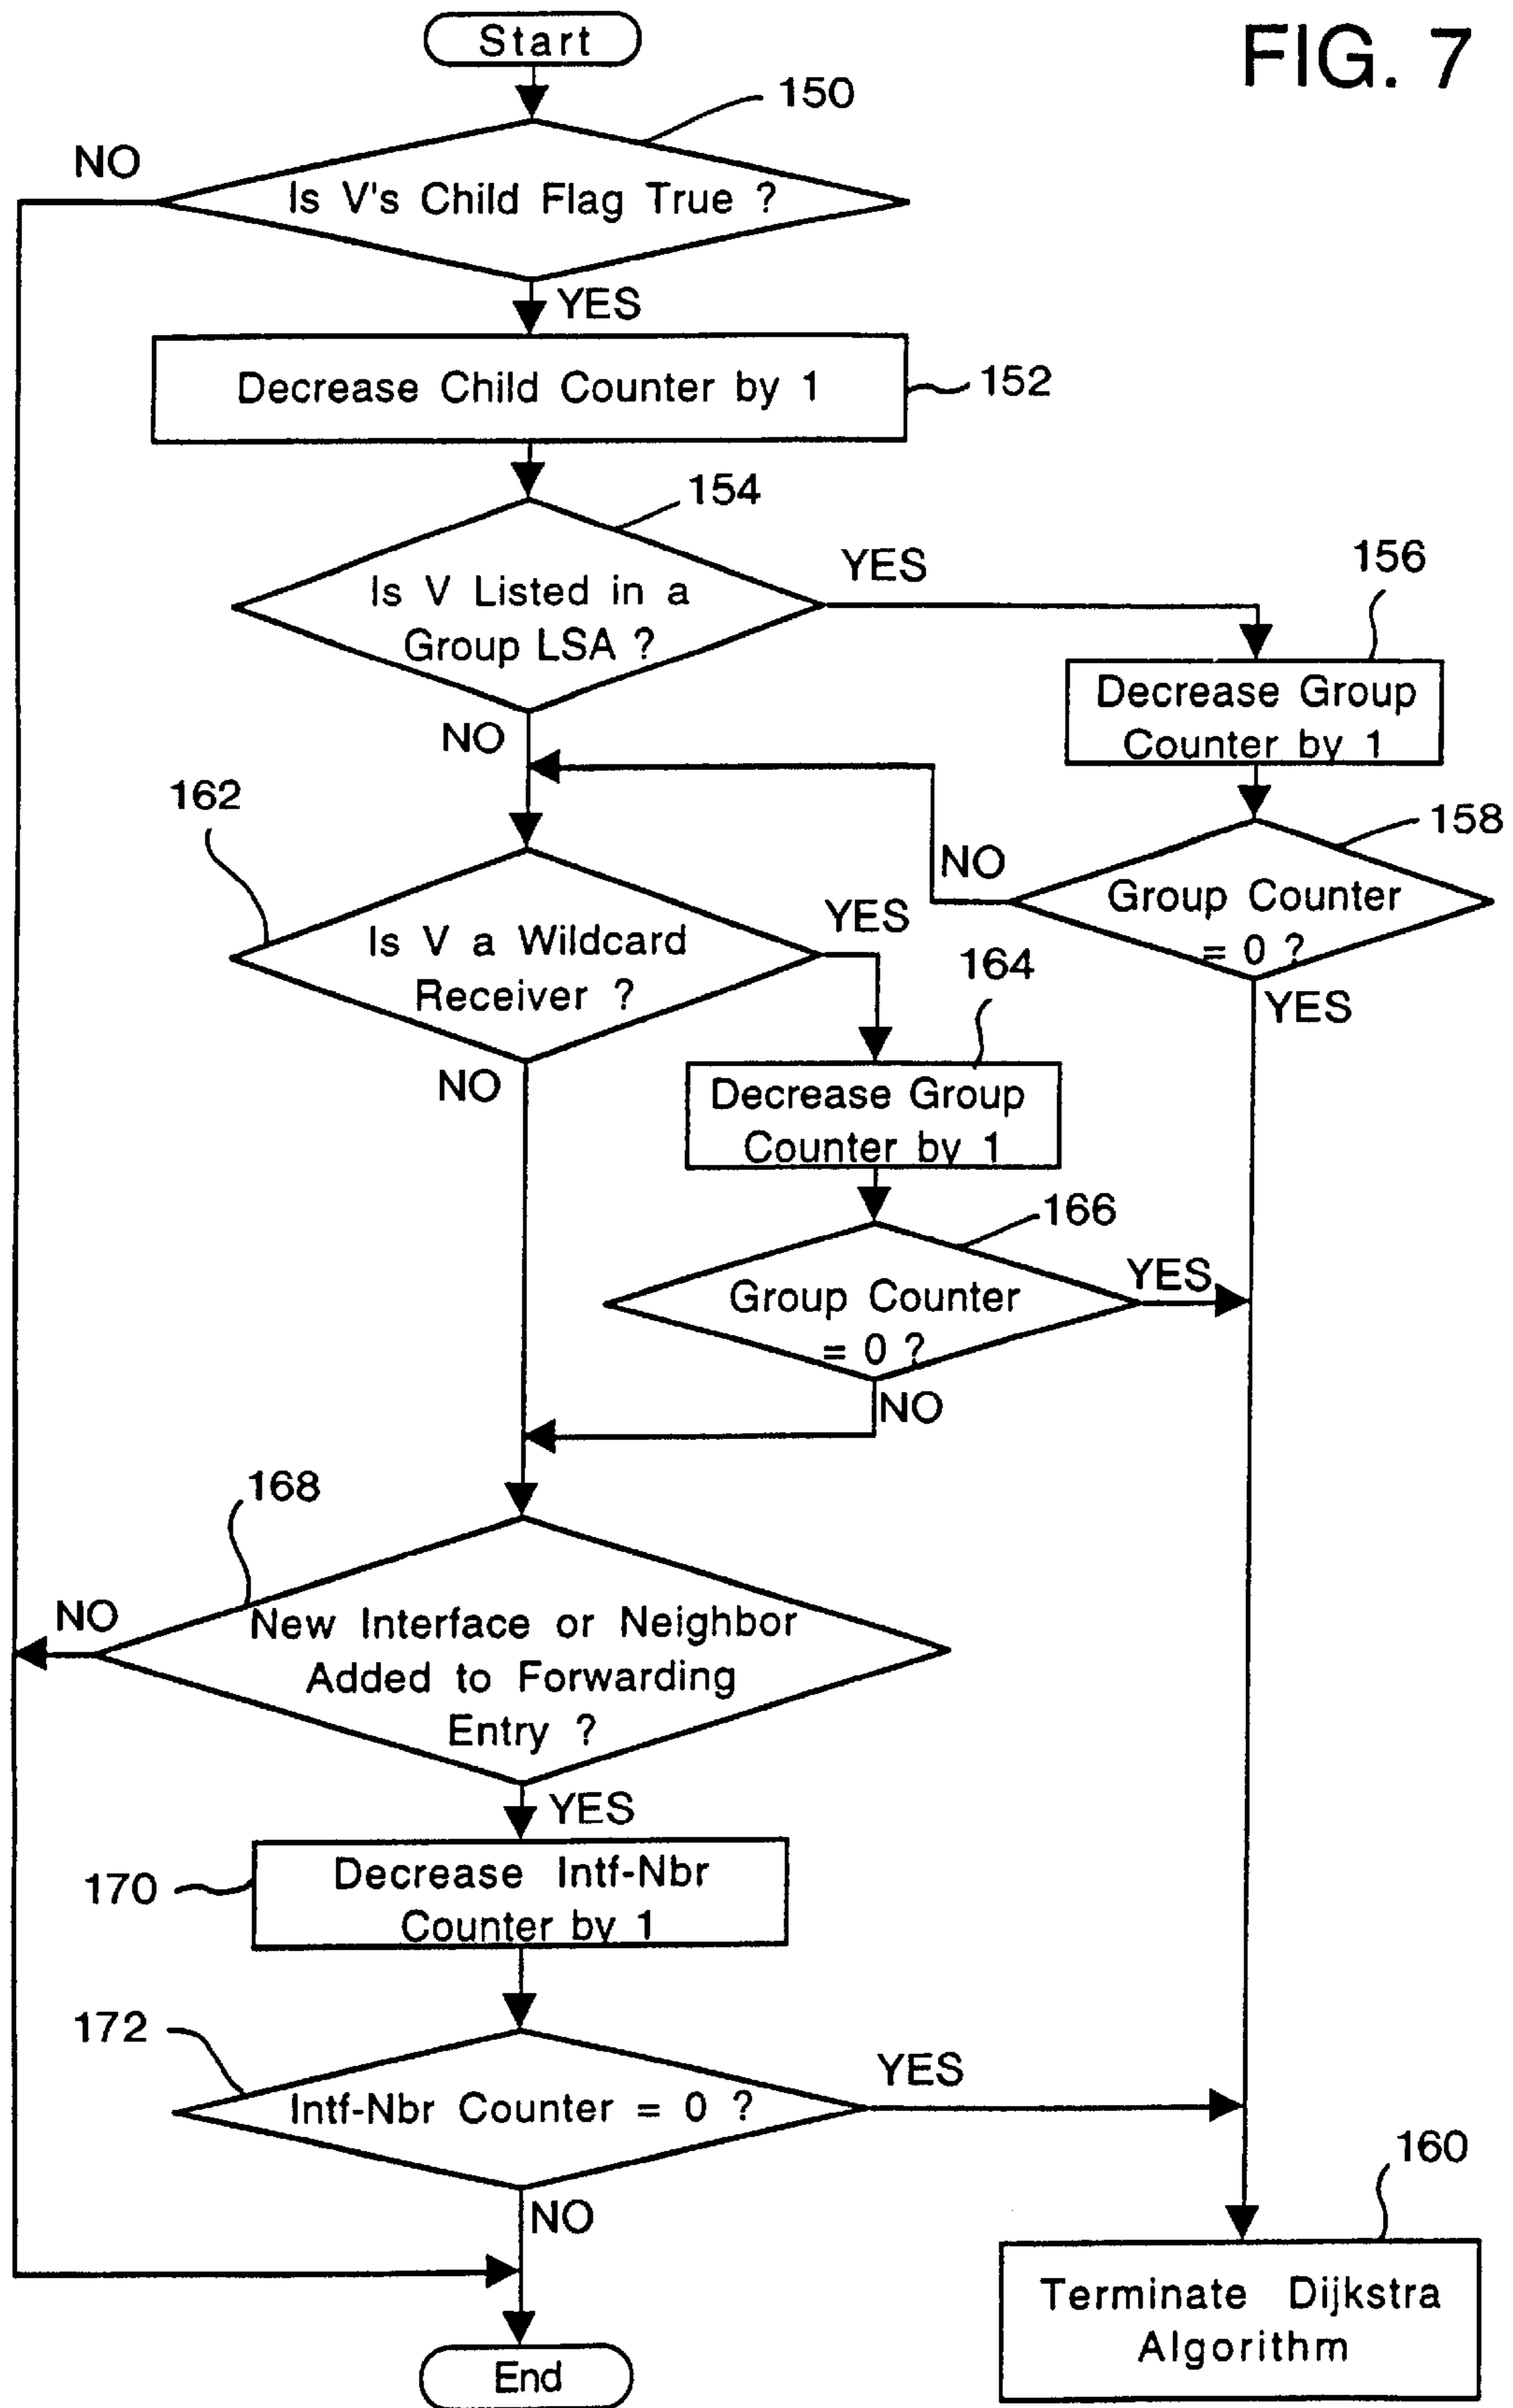 FIG. 7
Start
150
NO
Is V's Child Flag True ?
YES
Decrease Child Counter by 1
152
154
Is V Listed in a
Group LSA ?
YES
156
Decrease Group
Counter by 1
NO
162
158
NO
Group Counter
= 0 ?
YES
Is V a Wildcard
Receiver ?
YES
164
NO
Decrease Group
Counter by 1
166
Group Counter
= 0 ?
YES
NO
168
NO
New Interface or Neighbor
Added to Forwarding
Entry ?
YES
170
Decrease Intf-Nbr
Counter by 1
172
Intf-Nbr Counter = 0 ?
YES
NO
160
Terminate Dijkstra
Algorithm
End